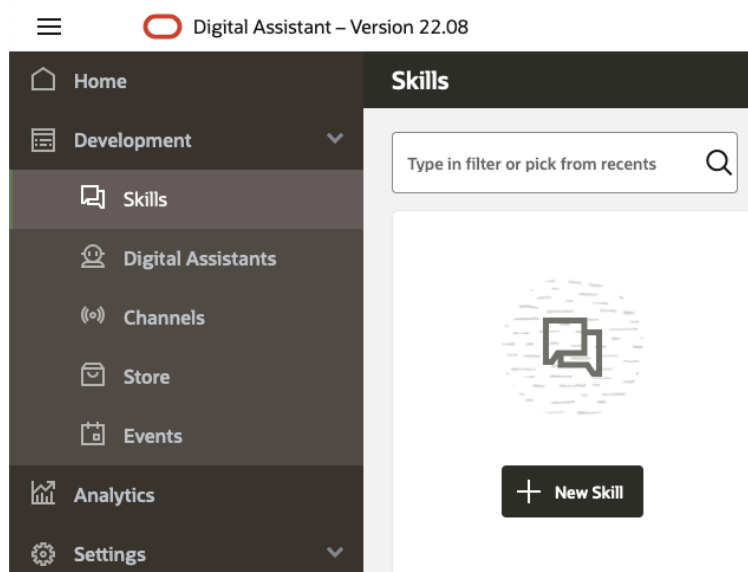 Digital Assistant – Version 22.08
Home
Development
Skills
Digital Assistants
Channels
Store
Events
Analytics
Settings
Skills
Type in filter or pick from recents
New Skill